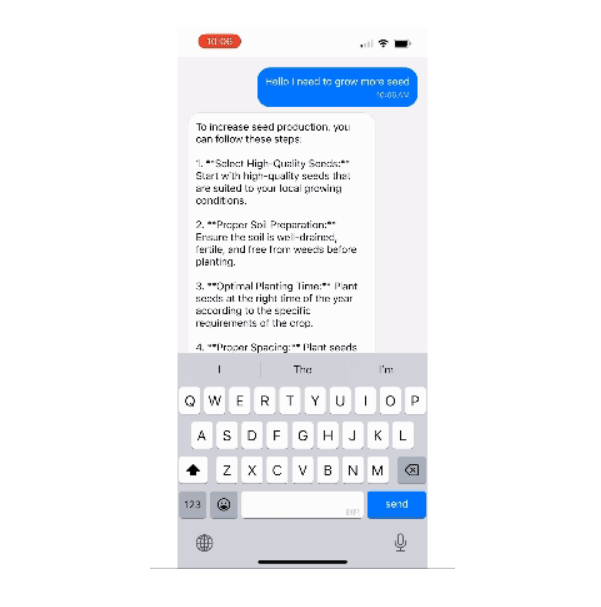 10:06
Hello I need to grow more seed
10:06 AM
To increase seed production, you
can follow these steps:
1. **Select High-Quality Seeds:**
Start with high-quality seeds that
are suited to your local growing
conditions.
2. **Proper Soil Preparation:**
Ensure the soil is well-drained,
fertile, and free from weeds before
planting.
3. **Optimal Planting Time:** Plant
seeds at the right time of the year
according to the specific
requirements of the crop.
4. **Proper Spacing:** Plant seeds
I The I'm
Q W E R T Y U I O P
A S D F G H J K L
Z X C V B N M
123 send